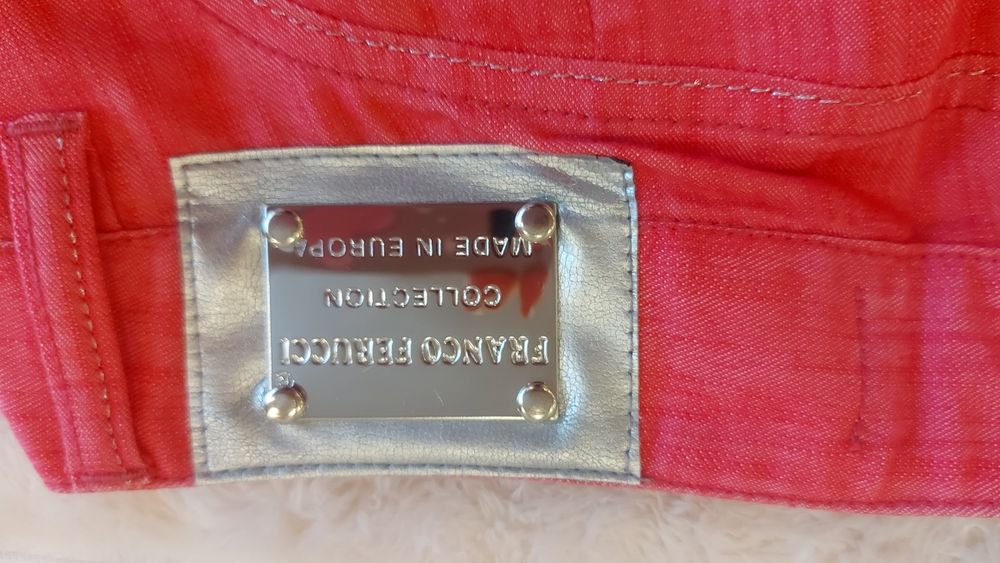 FRANCO FERUCCI
COLLECTION
MADE IN EUROPA